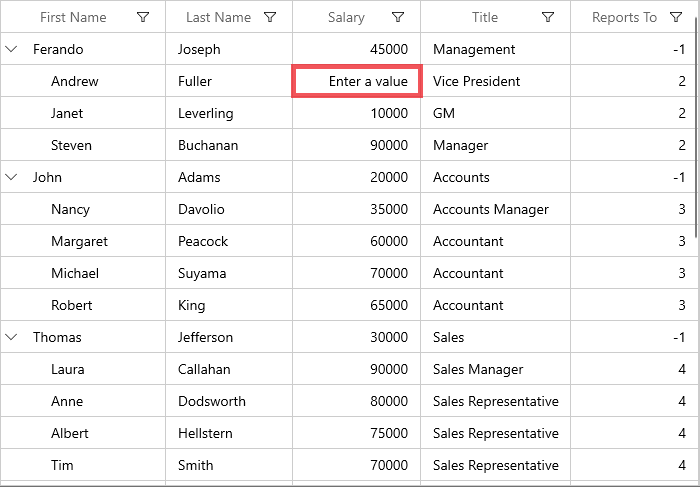 First Name Last Name Salary Title Reports To
Ferando Joseph 45000 Management -1
Andrew Fuller Enter a value Vice President 2
Janet Leverling 10000 GM 2
Steven Buchanan 90000 Manager 2
John Adams 20000 Accounts -1
Nancy Davolio 35000 Accounts Manager 3
Margaret Peacock 60000 Accountant 3
Michael Suyama 70000 Accountant 3
Robert King 65000 Accountant 3
Thomas Jefferson 30000 Sales -1
Laura Callahan 90000 Sales Manager 4
Anne Dodsworth 80000 Sales Representative 4
Albert Hellstern 75000 Sales Representative 4
Tim Smith 70000 Sales Representative 4